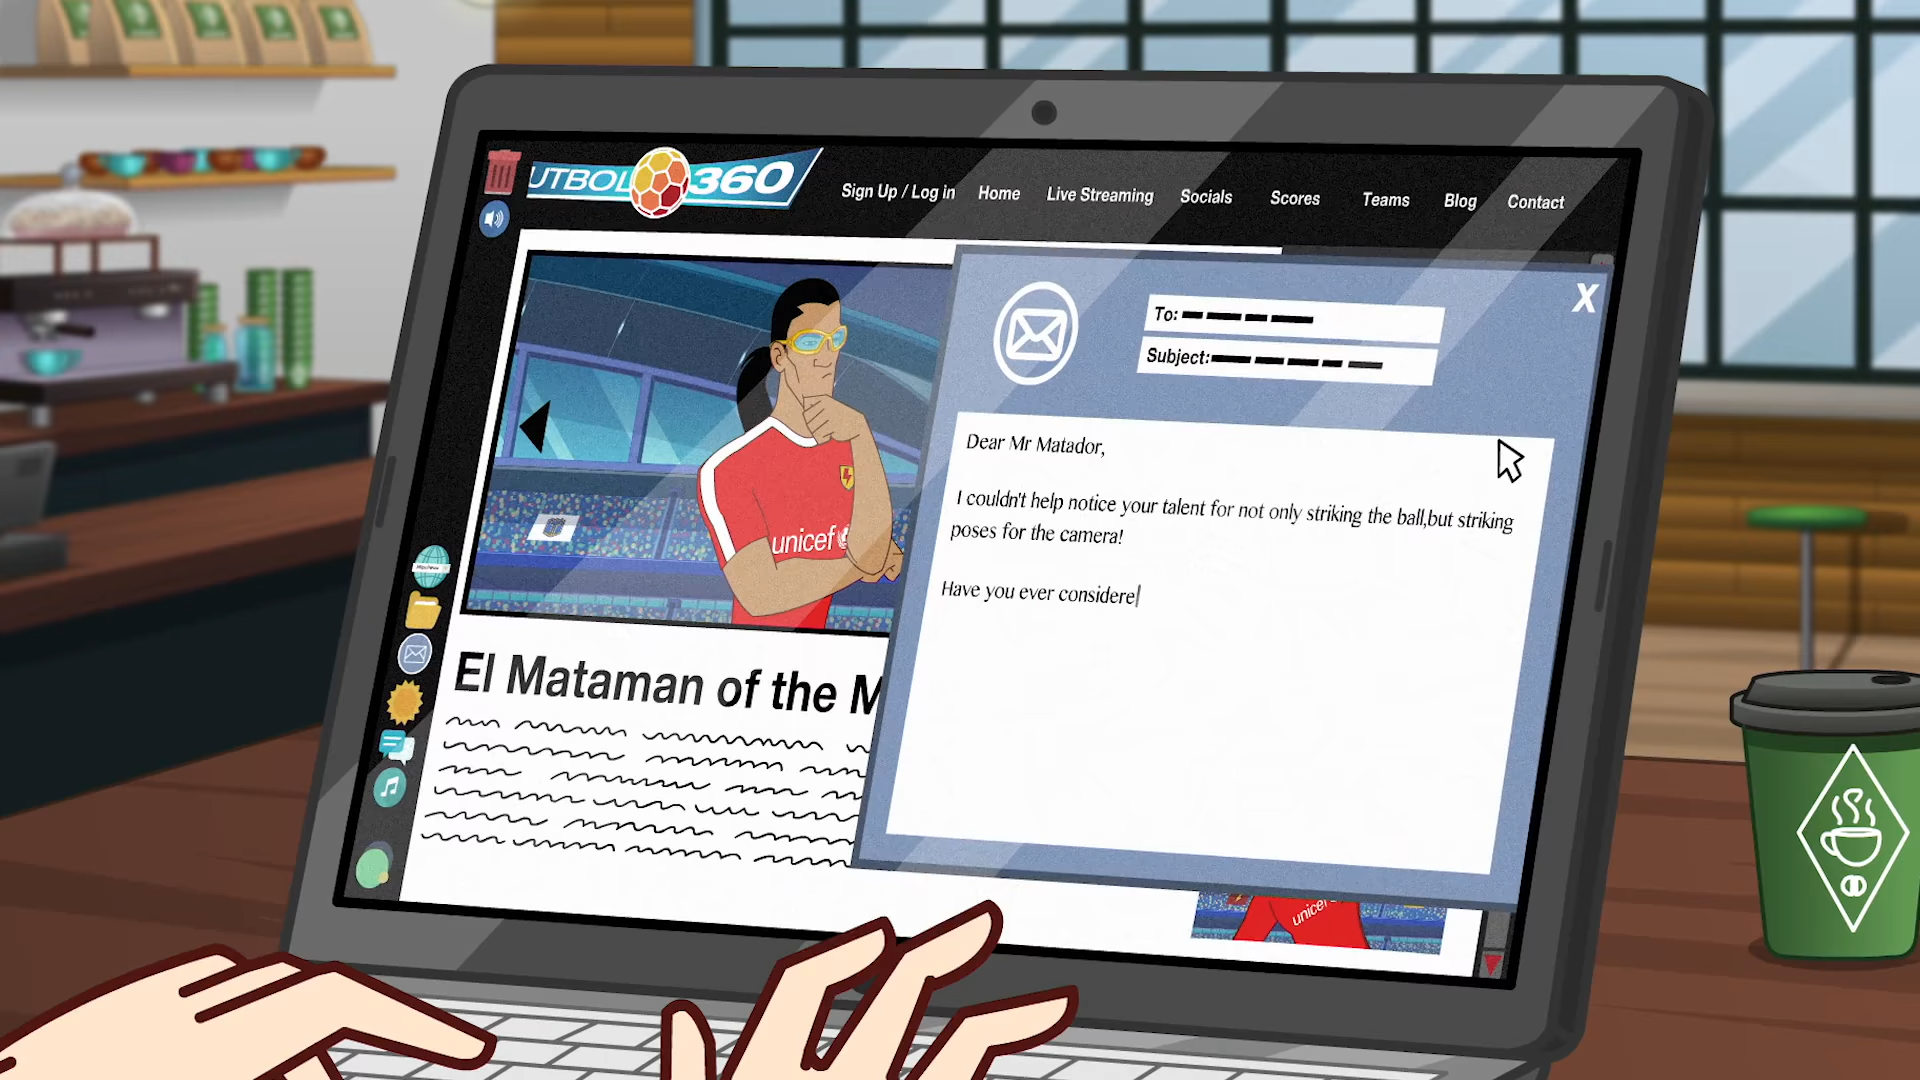 UTBOL 360
Sign Up / Log in Home Live Streaming Socials Scores Teams Blog Contact
X
To:
Subject:
Dear Mr Matador,
I couldn't help notice your talent for not only striking the ball,but striking
poses for the camera!
Have you ever considere
unicef
El Mataman of the M
unicef